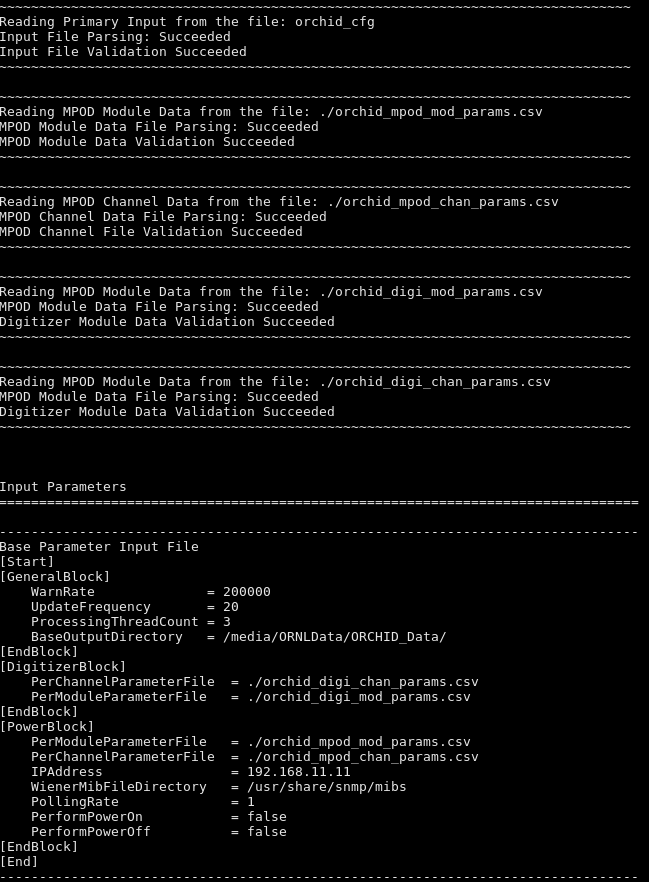 ~~~~~~~~~~~~~~~~~~~~~~~~~~~~~~~~~~~~~~~~~~~~~~~~~~~~~~~~~~~~~~~~~~~~~~~~~~~~~~~
Reading Primary Input from the file: orchid_cfg
Input File Parsing: Succeeded
Input File Validation Succeeded
~~~~~~~~~~~~~~~~~~~~~~~~~~~~~~~~~~~~~~~~~~~~~~~~~~~~~~~~~~~~~~~~~~~~~~~~~~~~~~~

~~~~~~~~~~~~~~~~~~~~~~~~~~~~~~~~~~~~~~~~~~~~~~~~~~~~~~~~~~~~~~~~~~~~~~~~~~~~~~~
Reading MPOD Module Data from the file: ./orchid_mpod_mod_params.csv
MPOD Module Data File Parsing: Succeeded
MPOD Module Data Validation Succeeded
~~~~~~~~~~~~~~~~~~~~~~~~~~~~~~~~~~~~~~~~~~~~~~~~~~~~~~~~~~~~~~~~~~~~~~~~~~~~~~~

~~~~~~~~~~~~~~~~~~~~~~~~~~~~~~~~~~~~~~~~~~~~~~~~~~~~~~~~~~~~~~~~~~~~~~~~~~~~~~~
Reading MPOD Channel Data from the file: ./orchid_mpod_chan_params.csv
MPOD Channel Data File Parsing: Succeeded
MPOD Channel File Validation Succeeded
~~~~~~~~~~~~~~~~~~~~~~~~~~~~~~~~~~~~~~~~~~~~~~~~~~~~~~~~~~~~~~~~~~~~~~~~~~~~~~~

~~~~~~~~~~~~~~~~~~~~~~~~~~~~~~~~~~~~~~~~~~~~~~~~~~~~~~~~~~~~~~~~~~~~~~~~~~~~~~~
Reading MPOD Module Data from the file: ./orchid_digi_mod_params.csv
MPOD Module Data File Parsing: Succeeded
Digitizer Module Data Validation Succeeded
~~~~~~~~~~~~~~~~~~~~~~~~~~~~~~~~~~~~~~~~~~~~~~~~~~~~~~~~~~~~~~~~~~~~~~~~~~~~~~~

~~~~~~~~~~~~~~~~~~~~~~~~~~~~~~~~~~~~~~~~~~~~~~~~~~~~~~~~~~~~~~~~~~~~~~~~~~~~~~~
Reading MPOD Module Data from the file: ./orchid_digi_chan_params.csv
MPOD Module Data File Parsing: Succeeded
Digitizer Module Data Validation Succeeded
~~~~~~~~~~~~~~~~~~~~~~~~~~~~~~~~~~~~~~~~~~~~~~~~~~~~~~~~~~~~~~~~~~~~~~~~~~~~~~~

Input Parameters
================================================================================

--------------------------------------------------------------------------------
Base Parameter Input File
[Start]
[GeneralBlock]
    WarnRate              = 200000
    UpdateFrequency       = 20
    ProcessingThreadCount = 3
    BaseOutputDirectory   = /media/ORNLData/ORCHID_Data/
[EndBlock]
[DigitizerBlock]
    PerChannelParameterFile  = ./orchid_digi_chan_params.csv
    PerModuleParameterFile   = ./orchid_digi_mod_params.csv
[EndBlock]
[PowerBlock]
    PerModuleParameterFile   = ./orchid_mpod_mod_params.csv
    PerChannelParameterFile  = ./orchid_mpod_chan_params.csv
    IPAddress                = 192.168.11.11
    WienerMibFileDirectory   = /usr/share/snmp/mibs
    PollingRate              = 1
    PerformPowerOn           = false
    PerformPowerOff          = false
[EndBlock]
[End]
--------------------------------------------------------------------------------